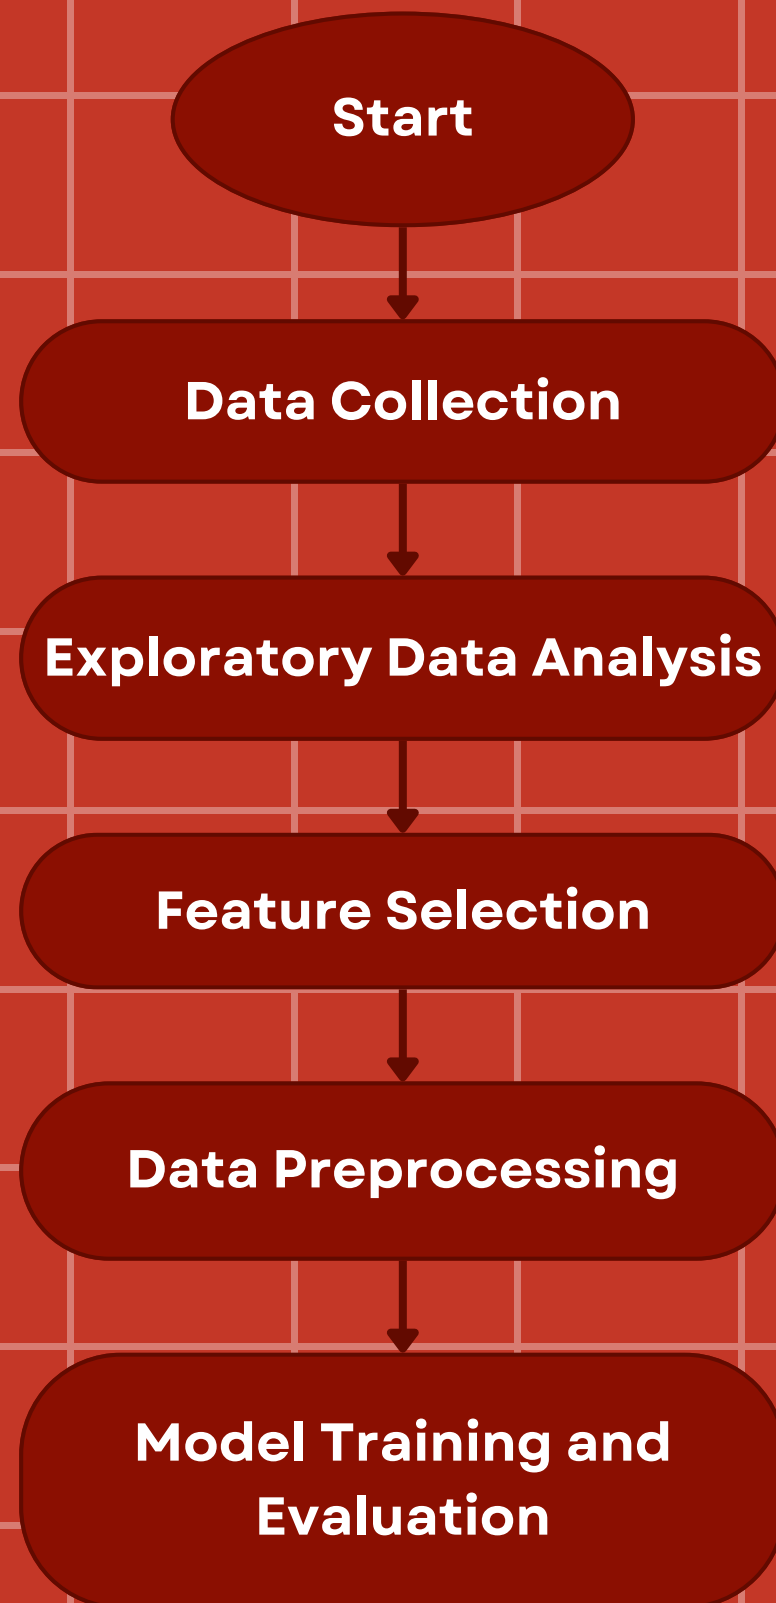 Start
Data Collection
Exploratory Data Analysis
Feature Selection
Data Preprocessing
Model Training and
Evaluation